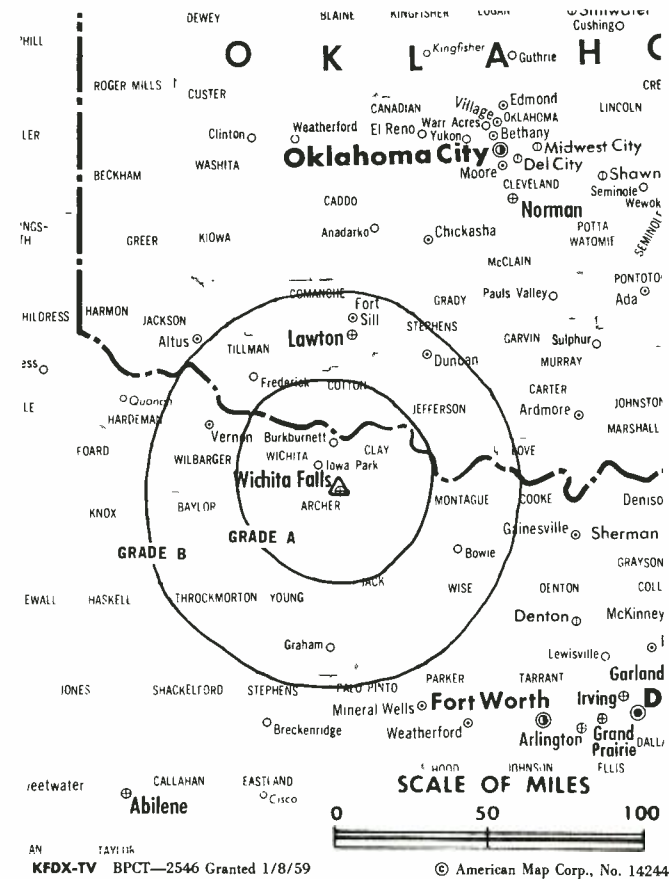 DEWEY BLAINE KINGFISHER LOGAN Stillwater
Cushing
O K L A H
Kingfisher Guthrie
ROGER MILLS CUSTER
CANADIAN Village Edmond LINCOLN
Clinton Weatherford El Reno Warr Acres OKLAHOMA
Yukon Bethany
Oklahoma City Midwest City
WASHITA Moore Del City
BECKHAM CLEVELAND Shawn
Seminole
CADDO Norman Wewok
GREER KIOWA Anadarko Chickasha POTTA
WATOMIE SEMINOLE
McCLAIN
COMANCHE Pauls Valley PONTOTO
Ada
HILDRESS HARMON JACKSON Fort
Sill GRADY
Altus Lawton STEPHENS GARVIN Sulphur
TILLMAN Duncan MURRAY
Frederick COTTON CARTER
Quanah JEFFERSON Ardmore JOHNSTON
HARDEMAN Vernon Burkburnett MARSHALL
FOARD WILBARGER WICHITA CLAY LOVE
Iowa Park
Wichita Falls
KNOX BAYLOR ARCHER MONTAGUE COOKE Deniso
GRADE B GRADE A Gainesville Sherman
Bowie GRAYSON
JACK WISE DENTON COLL
EWALL HASKELL THROCKMORTON YOUNG
Denton McKinney
Graham Lewisville
Garland
JONES SHACKELFORD STEPHENS PALO PINTO PARKER TARRANT
Mineral Wells Fort Worth Irving D
Breckenridge Weatherford Arlington Grand
Prairie DALL
HOOD JOHNSON ELLIS
eetwater CALLAHAN EASTLAND SCALE OF MILES
Abilene Cisco 0 50 100
AN TAYLOR
KFDX-TV BPCT—2546 Granted 1/8/59 © American Map Corp., No. 14244